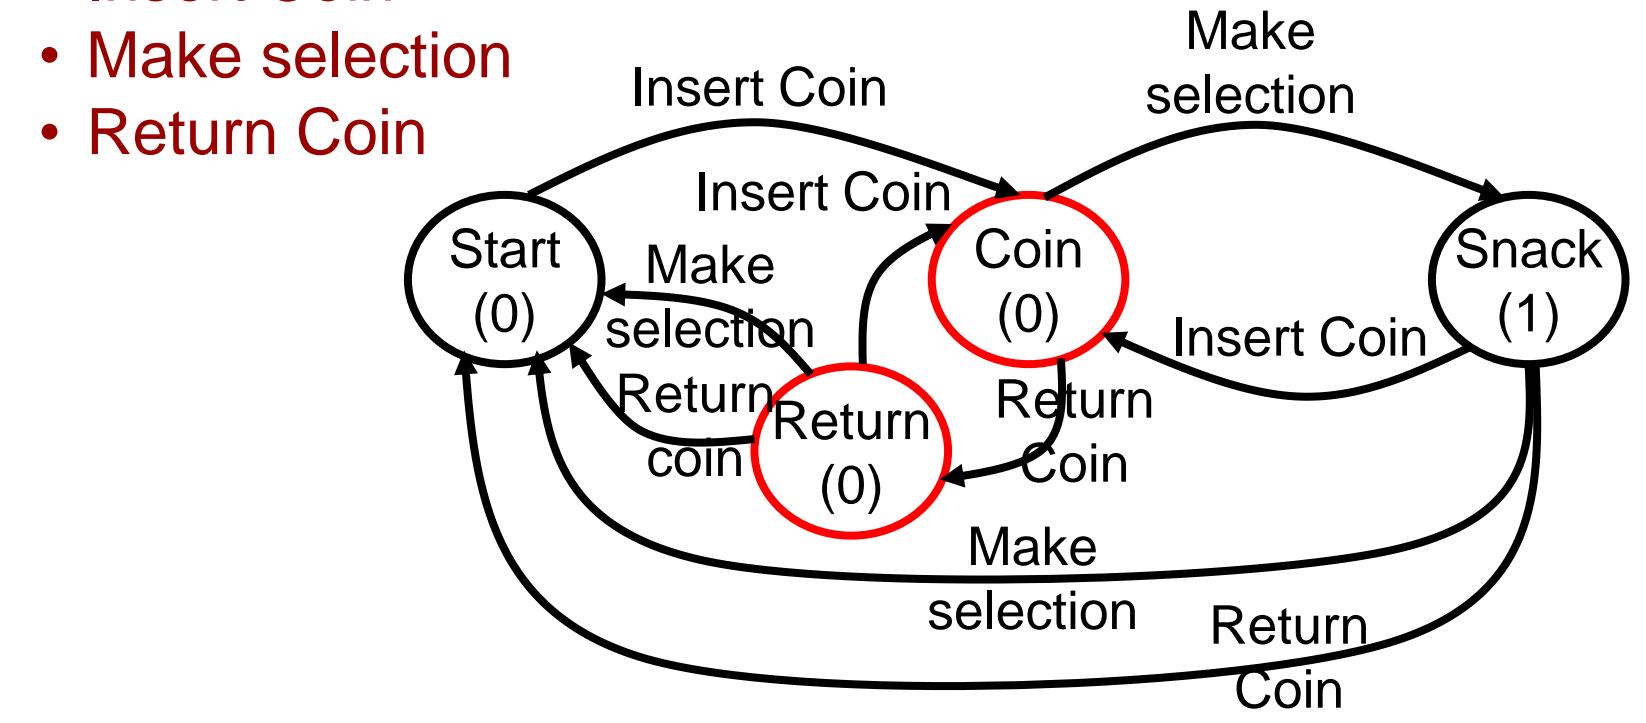 • Make selection
• Return Coin
Make
selection
Insert Coin
Insert Coin
Start
(0)
Make
selection
Coin
(0)
Snack
(1)
Insert Coin
Return
coin
Return
(0)
Return
Coin
Make
selection
Return
Coin